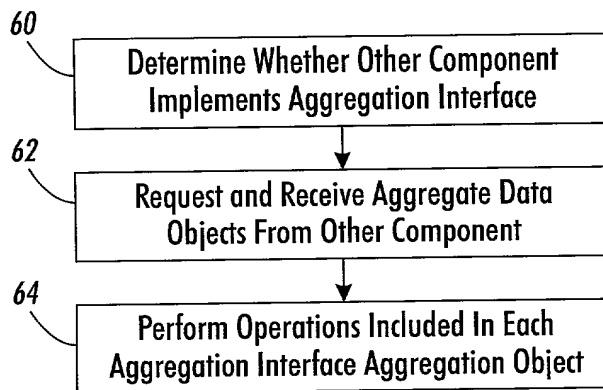 60
Determine Whether Other Component
Implements Aggregation Interface
62
Request and Receive Aggregate Data
Objects From Other Component
64
Perform Operations Included In Each
Aggregation Interface Aggregation Object